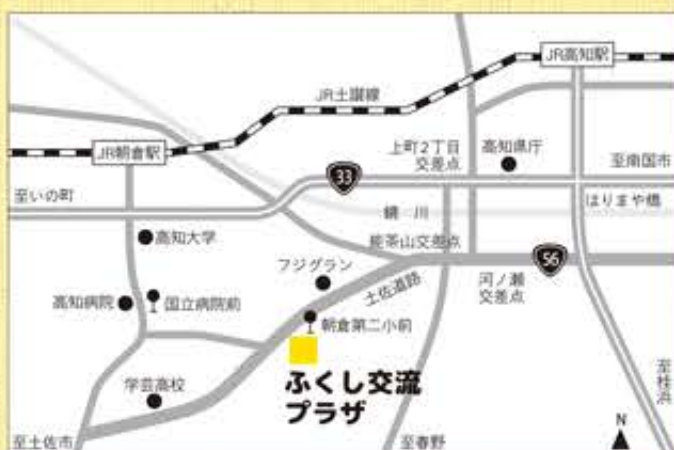 JR高知駅
JR土讃線
JR朝倉駅
上町2丁目
交差点
高知県庁
至南国市
33
至いの町
はりまや橋
鏡 川
高知大学
能茶山交差点
56
フジグラン
土佐道路
河ノ瀬
交差点
高知病院
国立病院前
朝倉第二小前
ふくし交流
プラザ
学芸高校
至桂浜
N
至土佐市
至春野